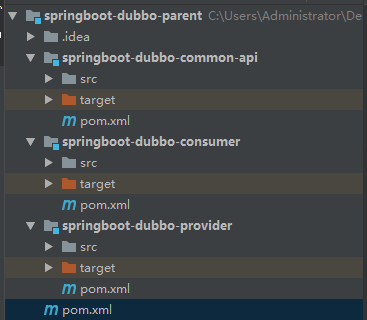 springboot-dubbo-parent C:\Users\Administrator\De
.idea
springboot-dubbo-common-api
src
target
pom.xml
springboot-dubbo-consumer
src
target
pom.xml
springboot-dubbo-provider
src
target
pom.xml
pom.xml